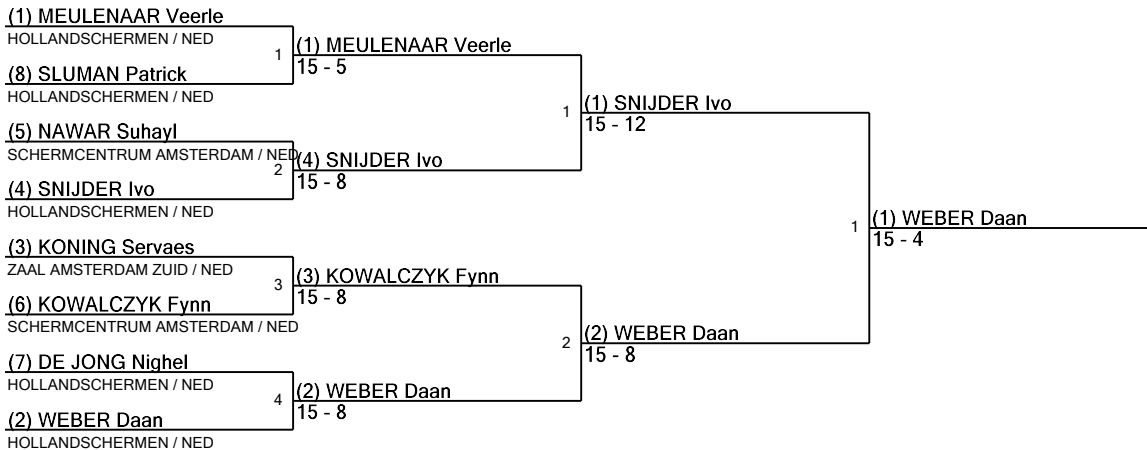 (1) MEULENAAR Veerle
HOLLANDSCHERMEN / NED
(8) SLUMAN Patrick
HOLLANDSCHERMEN / NED
(5) NAWAR Suhayl
SCHERMCENTRUM AMSTERDAM / NED
(4) SNIJDER Ivo
HOLLANDSCHERMEN / NED
(3) KONING Servaes
ZAAL AMSTERDAM ZUID / NED
(6) KOWALCZYK Fynn
SCHERMCENTRUM AMSTERDAM / NED
(7) DE JONG Nighel
HOLLANDSCHERMEN / NED
(2) WEBER Daan
HOLLANDSCHERMEN / NED
1
(1) MEULENAAR Veerle
15 - 5
2
(4) SNIJDER Ivo
15 - 8
3
(3) KOWALCZYK Fynn
15 - 8
4
(2) WEBER Daan
15 - 8
1
(1) SNIJDER Ivo
15 - 12
2
(2) WEBER Daan
15 - 8
1
(1) WEBER Daan
15 - 4